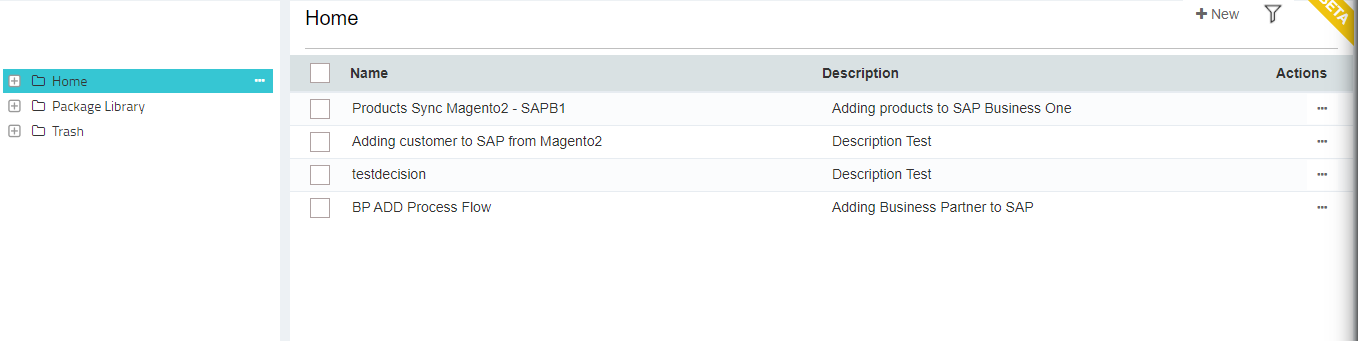 Home
New
BETA
Home
Package Library
Trash
Name Description Actions
Products Sync Magento2 - SAPB1 Adding products to SAP Business One
Adding customer to SAP from Magento2 Description Test
testdecision Description Test
BP ADD Process Flow Adding Business Partner to SAP